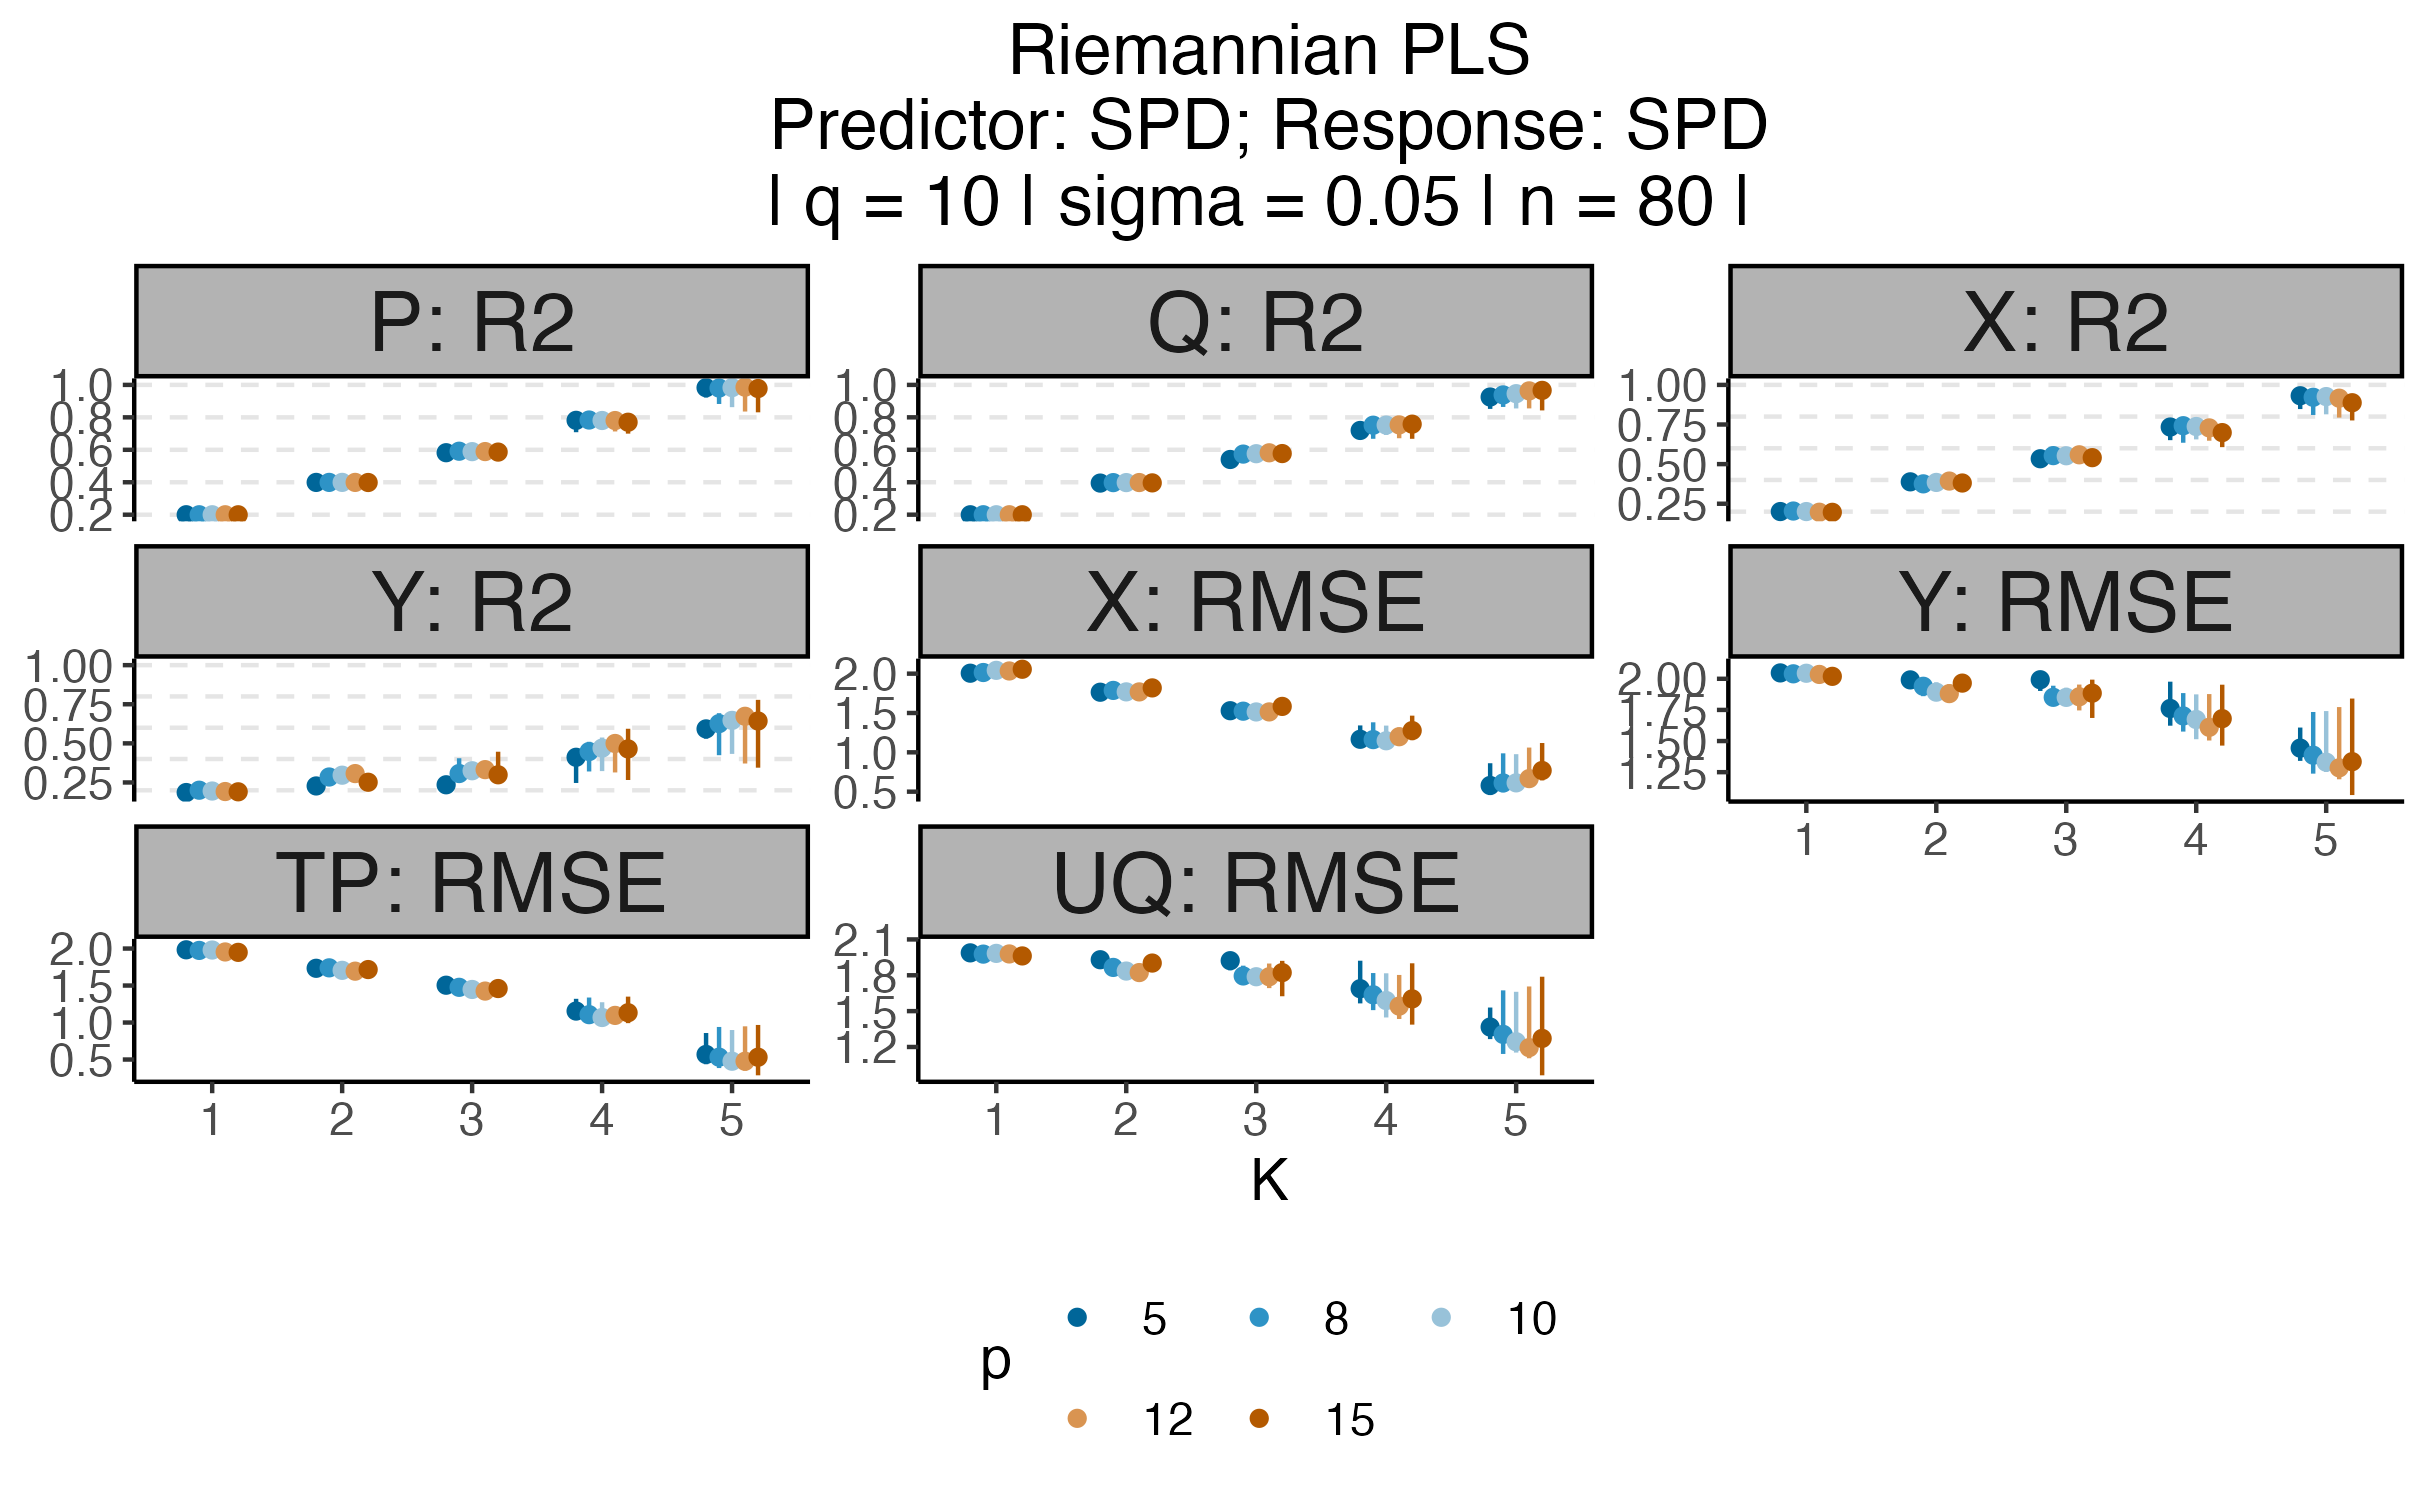 Riemannian PLS
Predictor: SPD; Response: SPD
| q = 10 | sigma = 0.05 | n = 80 |
P: R2
Q: R2
X: R2
1.0
0.8
0.6
0.4
0.2
1.0
0.8
0.6
0.4
0.2
1.00
0.75
0.50
0.25
Y: R2
X: RMSE
Y: RMSE
1.00
0.75
0.50
0.25
2.0
1.5
1.0
0.5
2.00
1.75
1.50
1.25
1 2 3 4 5
TP: RMSE
UQ: RMSE
2.0
1.5
1.0
0.5
2.1
1.8
1.5
1.2
1 2 3 4 5
1 2 3 4 5
K
p
5 8 10
12 15